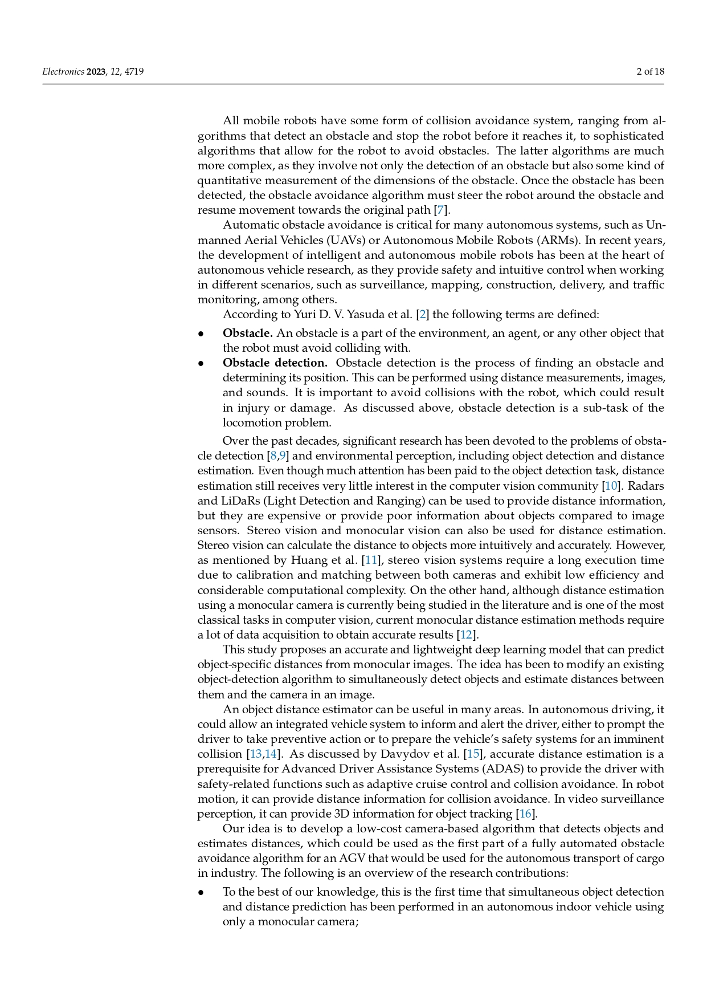 Electronics 2023, 12, 4719
2 of 18
All mobile robots have some form of collision avoidance system, ranging from al-
gorithms that detect an obstacle and stop the robot before it reaches it, to sophisticated
algorithms that allow for the robot to avoid obstacles. The latter algorithms are much
more complex, as they involve not only the detection of an obstacle but also some kind of
quantitative measurement of the dimensions of the obstacle. Once the obstacle has been
detected, the obstacle avoidance algorithm must steer the robot around the obstacle and
resume movement towards the original path [7].
Automatic obstacle avoidance is critical for many autonomous systems, such as Un-
manned Aerial Vehicles (UAVs) or Autonomous Mobile Robots (ARMs). In recent years,
the development of intelligent and autonomous mobile robots has been at the heart of
autonomous vehicle research, as they provide safety and intuitive control when working
in different scenarios, such as surveillance, mapping, construction, delivery, and traffic
monitoring, among others.
According to Yuri D. V. Yasuda et al. [2] the following terms are defined:
● Obstacle. An obstacle is a part of the environment, an agent, or any other object that
the robot must avoid colliding with.
● Obstacle detection. Obstacle detection is the process of finding an obstacle and
determining its position. This can be performed using distance measurements, images,
and sounds. It is important to avoid collisions with the robot, which could result
in injury or damage. As discussed above, obstacle detection is a sub-task of the
locomotion problem.
Over the past decades, significant research has been devoted to the problems of obsta-
cle detection [8,9] and environmental perception, including object detection and distance
estimation. Even though much attention has been paid to the object detection task, distance
estimation still receives very little interest in the computer vision community [10]. Radars
and LiDaRs (Light Detection and Ranging) can be used to provide distance information,
but they are expensive or provide poor information about objects compared to image
sensors. Stereo vision and monocular vision can also be used for distance estimation.
Stereo vision can calculate the distance to objects more intuitively and accurately. However,
as mentioned by Huang et al. [11], stereo vision systems require a long execution time
due to calibration and matching between both cameras and exhibit low efficiency and
considerable computational complexity. On the other hand, although distance estimation
using a monocular camera is currently being studied in the literature and is one of the most
classical tasks in computer vision, current monocular distance estimation methods require
a lot of data acquisition to obtain accurate results [12].
This study proposes an accurate and lightweight deep learning model that can predict
object-specific distances from monocular images. The idea has been to modify an existing
object-detection algorithm to simultaneously detect objects and estimate distances between
them and the camera in an image.
An object distance estimator can be useful in many areas. In autonomous driving, it
could allow an integrated vehicle system to inform and alert the driver, either to prompt the
driver to take preventive action or to prepare the vehicle's safety systems for an imminent
collision [13,14]. As discussed by Davydov et al. [15], accurate distance estimation is a
prerequisite for Advanced Driver Assistance Systems (ADAS) to provide the driver with
safety-related functions such as adaptive cruise control and collision avoidance. In robot
motion, it can provide distance information for collision avoidance. In video surveillance
perception, it can provide 3D information for object tracking [16].
Our idea is to develop a low-cost camera-based algorithm that detects objects and
estimates distances, which could be used as the first part of a fully automated obstacle
avoidance algorithm for an AGV that would be used for the autonomous transport of cargo
in industry. The following is an overview of the research contributions:
● To the best of our knowledge, this is the first time that simultaneous object detection
and distance prediction has been performed in an autonomous indoor vehicle using
only a monocular camera;